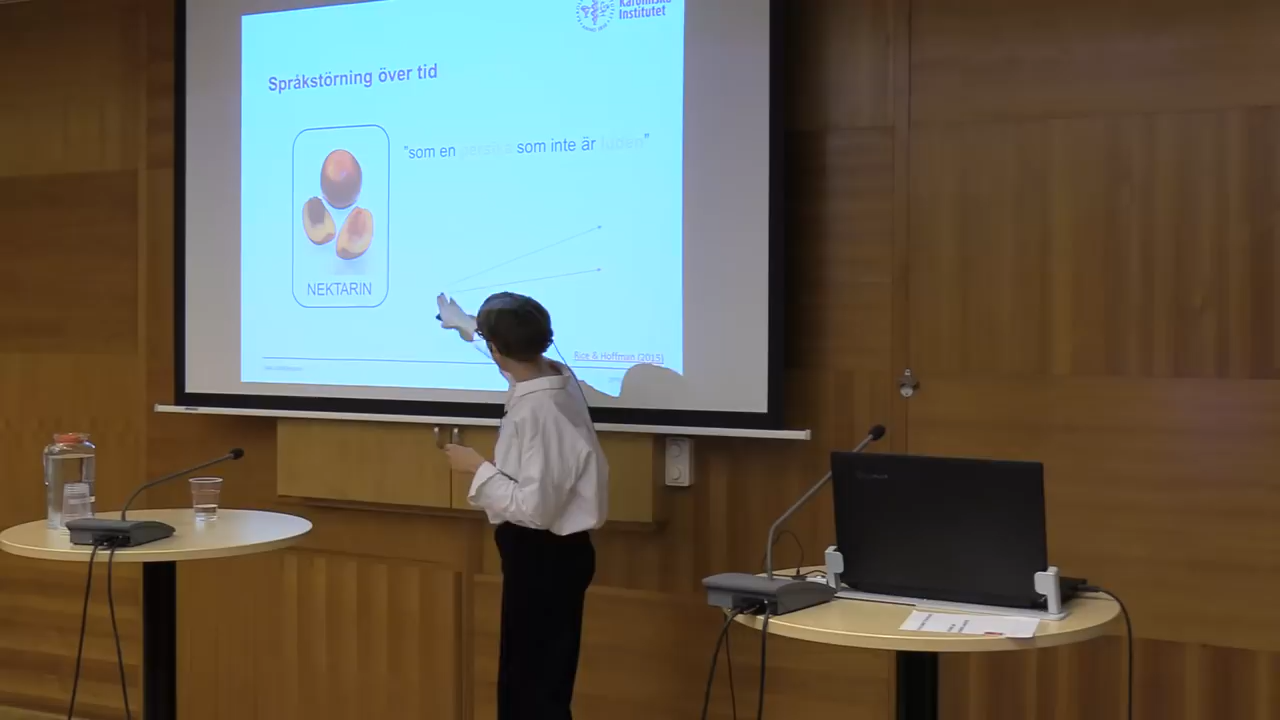 Karolinska
Institutet
Språkstörning över tid
"som en persika som inte är luden"
NEKTARIN
Rice & Hoffman (2015)